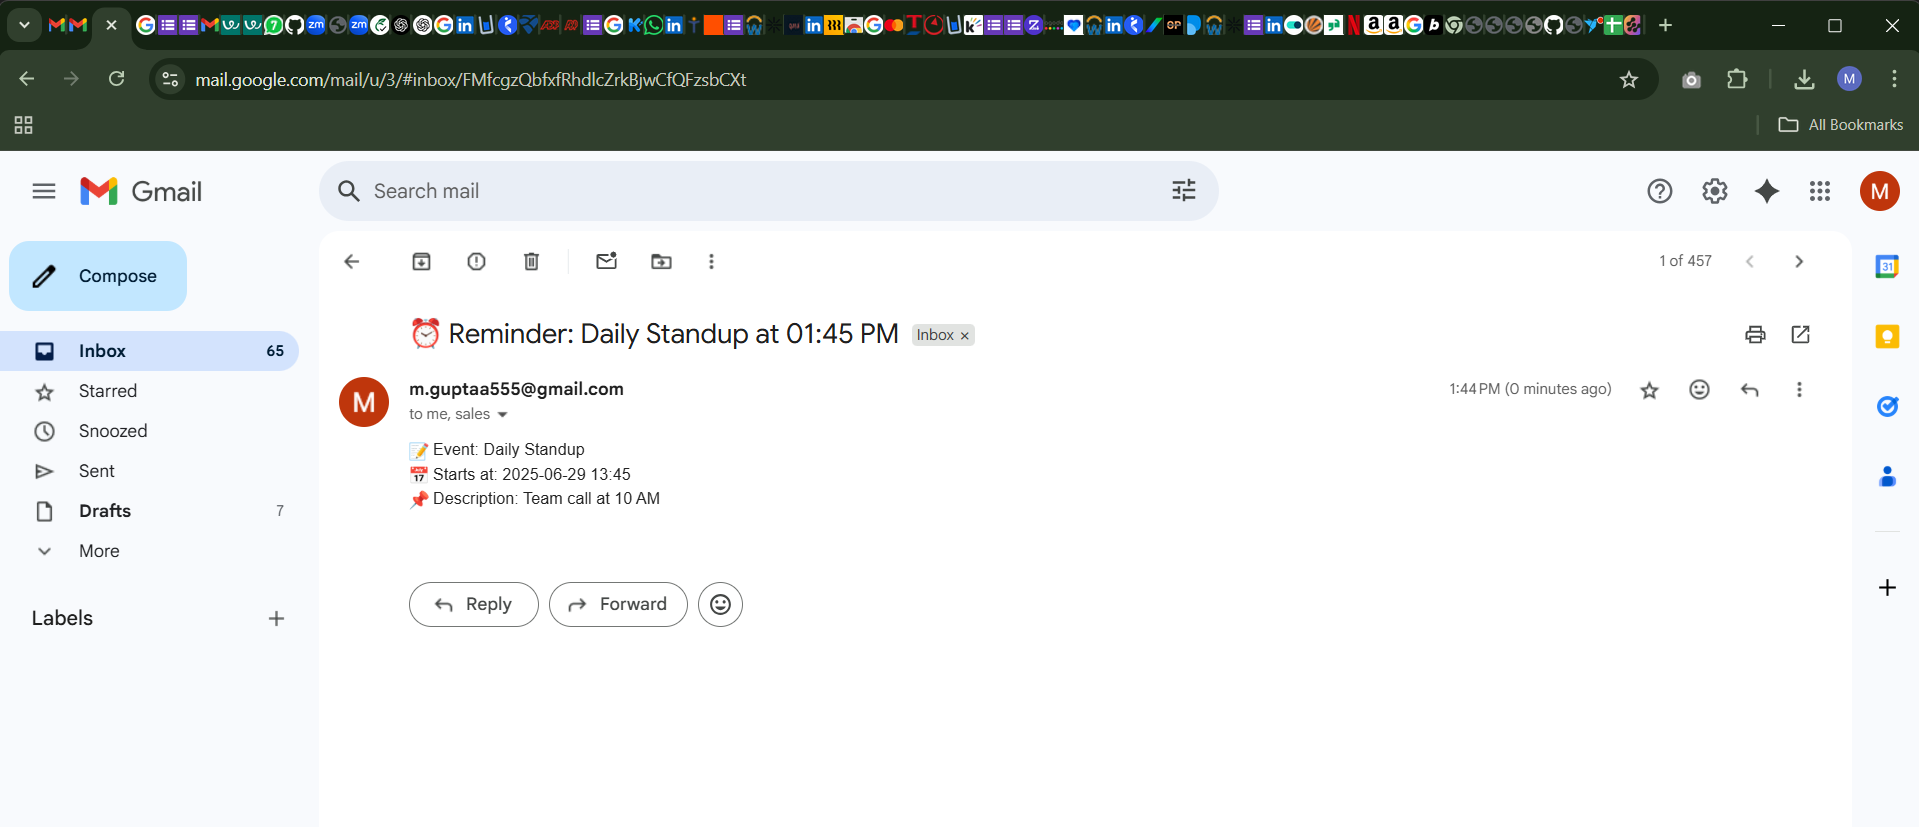 mail.google.com/mail/u/3/#inbox/FMfcgzQbfxfRhdlcZrkBjwCfQFzsbCXt
M
All Bookmarks
Gmail
Search mail
M
Compose
1 of 457
31
⏰ Reminder: Daily Standup at 01:45 PM Inbox ×
Inbox 65
M
m.guptaa555@gmail.com
1:44 PM (0 minutes ago)
Starred
to me, sales
Snoozed
📝 Event: Daily Standup
Sent
📅 Starts at: 2025-06-29 13:45
📌 Description: Team call at 10 AM
Drafts 7
More
Reply
Forward
Labels